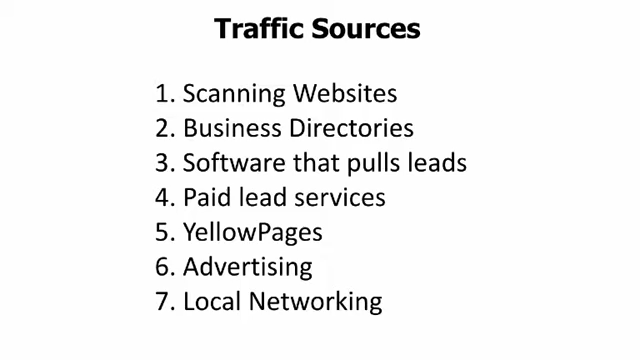 Traffic Sources
1. Scanning Websites
2. Business Directories
3. Software that pulls leads
4. Paid lead services
5. YellowPages
6. Advertising
7. Local Networking